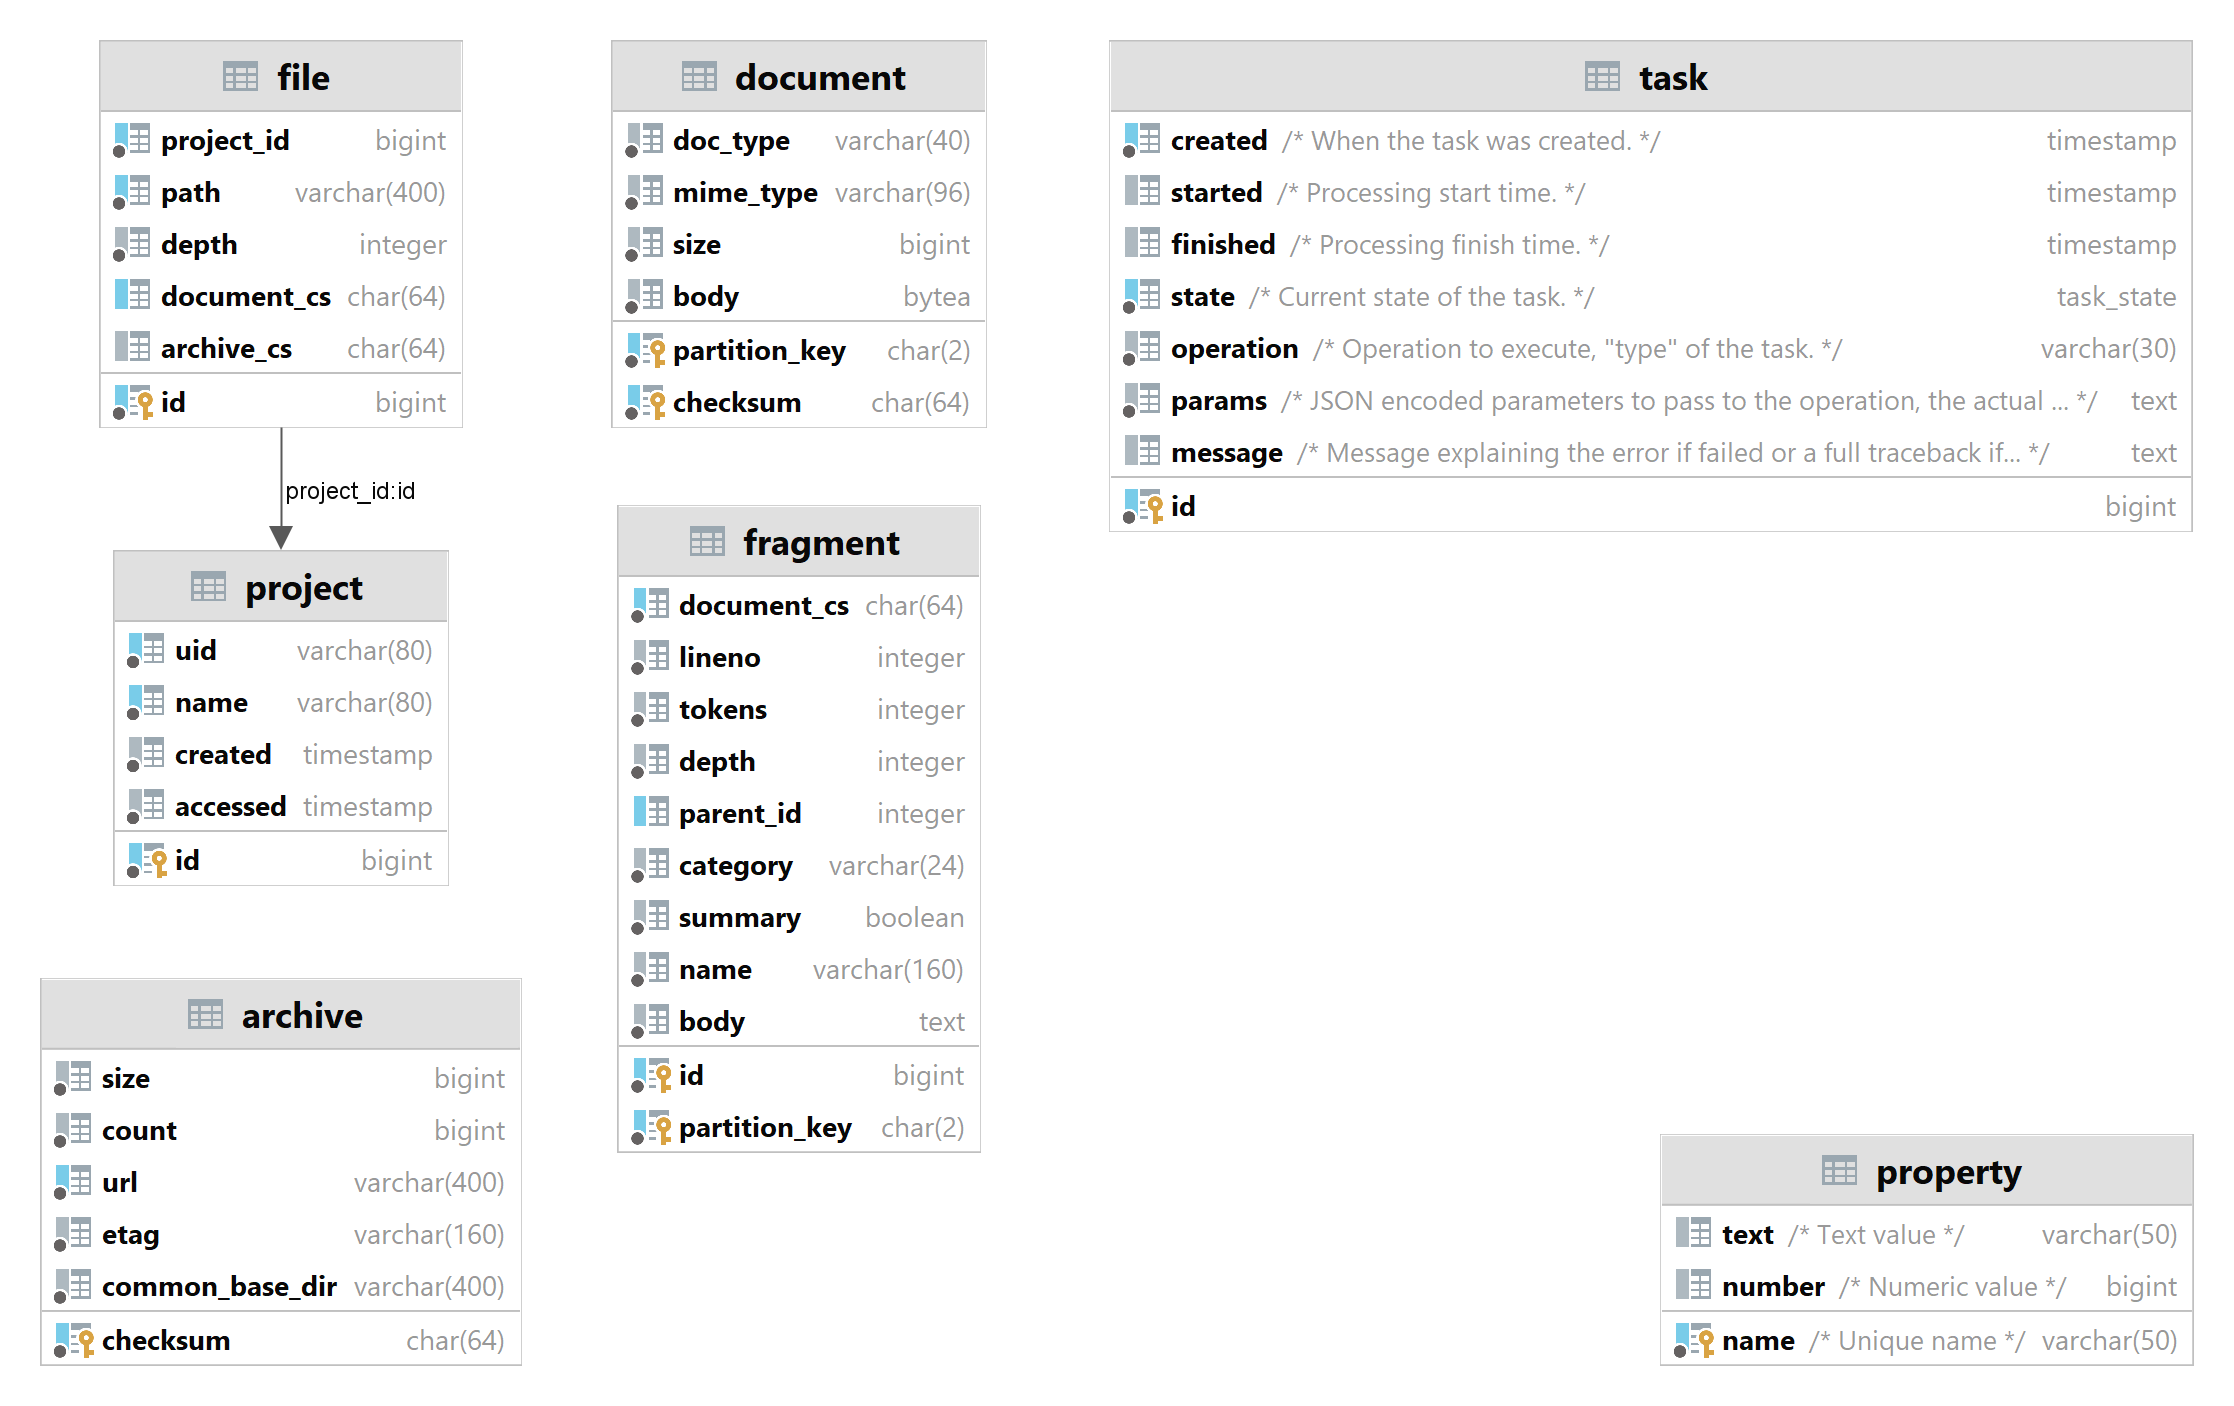 file
project_id bigint
path varchar(400)
depth integer
document_cs char(64)
archive_cs char(64)
id bigint
project_id:id
project
uid varchar(80)
name varchar(80)
created timestamp
accessed timestamp
id bigint
archive
size bigint
count bigint
url varchar(400)
etag varchar(160)
common_base_dir varchar(400)
checksum char(64)
document
doc_type varchar(40)
mime_type varchar(96)
size bigint
body bytea
partition_key char(2)
checksum char(64)
fragment
document_cs char(64)
lineno integer
tokens integer
depth integer
parent_id integer
category varchar(24)
summary boolean
name varchar(160)
body text
id bigint
partition_key char(2)
task
created /* When the task was created. */ timestamp
started /* Processing start time. */ timestamp
finished /* Processing finish time. */ timestamp
state /* Current state of the task. */ task_state
operation /* Operation to execute, "type" of the task. */ varchar(30)
params /* JSON encoded parameters to pass to the operation, the actual ... */ text
message /* Message explaining the error if failed or a full traceback if... */ text
id bigint
property
text /* Text value */ varchar(50)
number /* Numeric value */ bigint
name /* Unique name */ varchar(50)